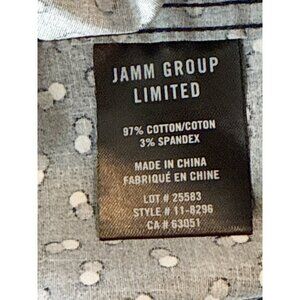 JAMM GROUP
LIMITED
97% COTTON/COTON
3% SPANDEX
MADE IN CHINA
FABRIQUÉ EN CHINE
LOT # 25583
STYLE # 11-8296
CA # 63051